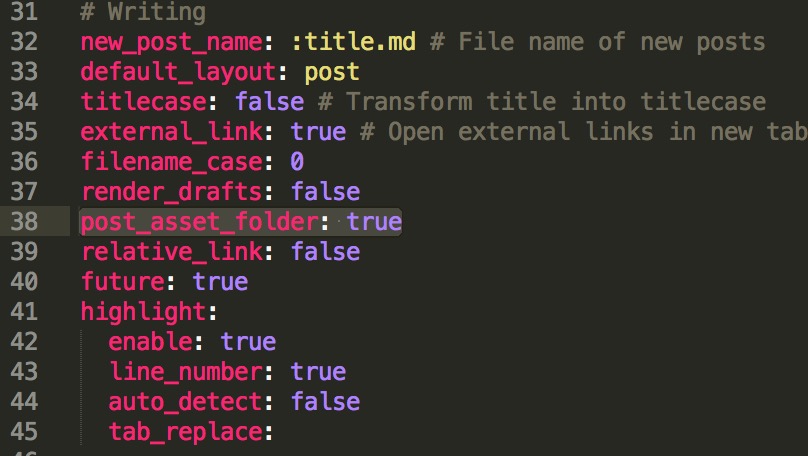 31 # Writing
32 new_post_name: :title.md # File name of new posts
33 default_layout: post
34 titlecase: false # Transform title into titlecase
35 external_link: true # Open external links in new tab
36 filename_case: 0
37 render_drafts: false
38 post_asset_folder: true
39 relative_link: false
40 future: true
41 highlight:
42   enable: true
43   line_number: true
44   auto_detect: false
45   tab_replace: